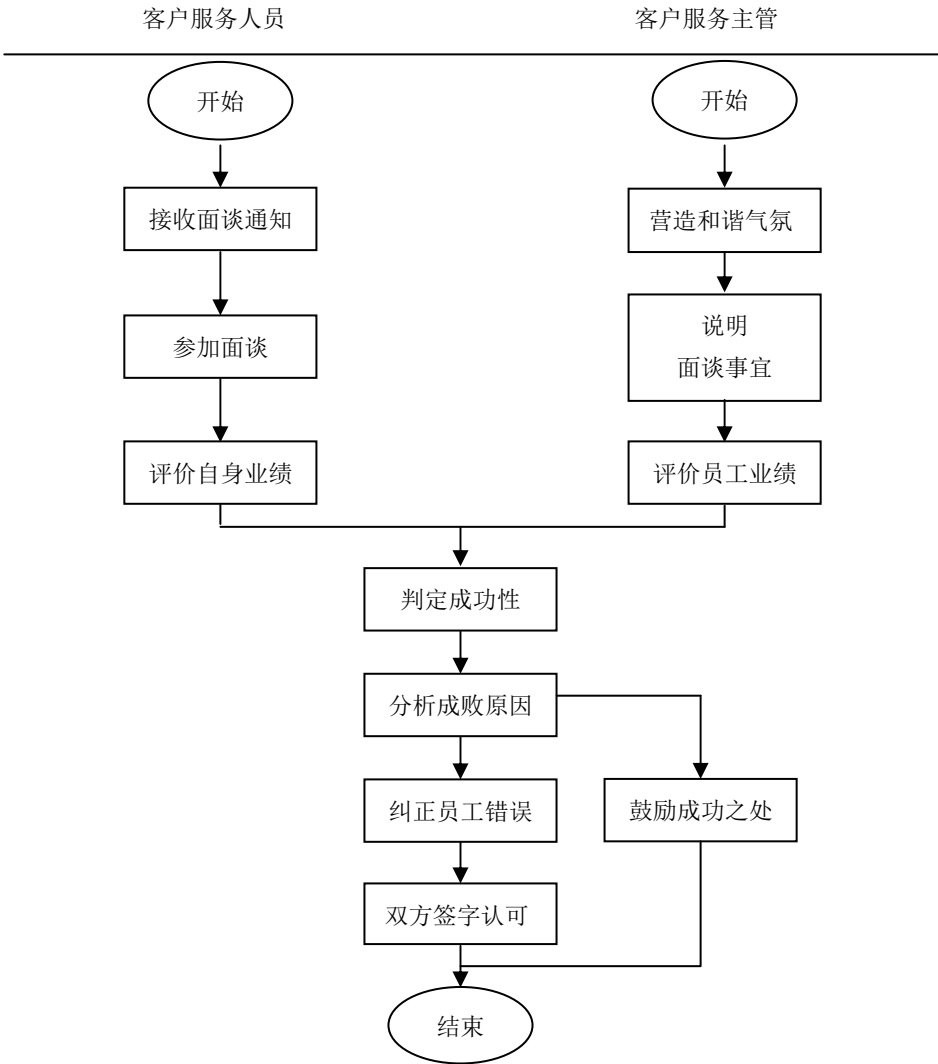 客户服务人员
客户服务主管
开始
开始
接收面谈通知
营造和谐气氛
参加面谈
说明
面谈事宜
评价自身业绩
评价员工业绩
判定成功性
分析成败原因
纠正员工错误
鼓励成功之处
双方签字认可
结束